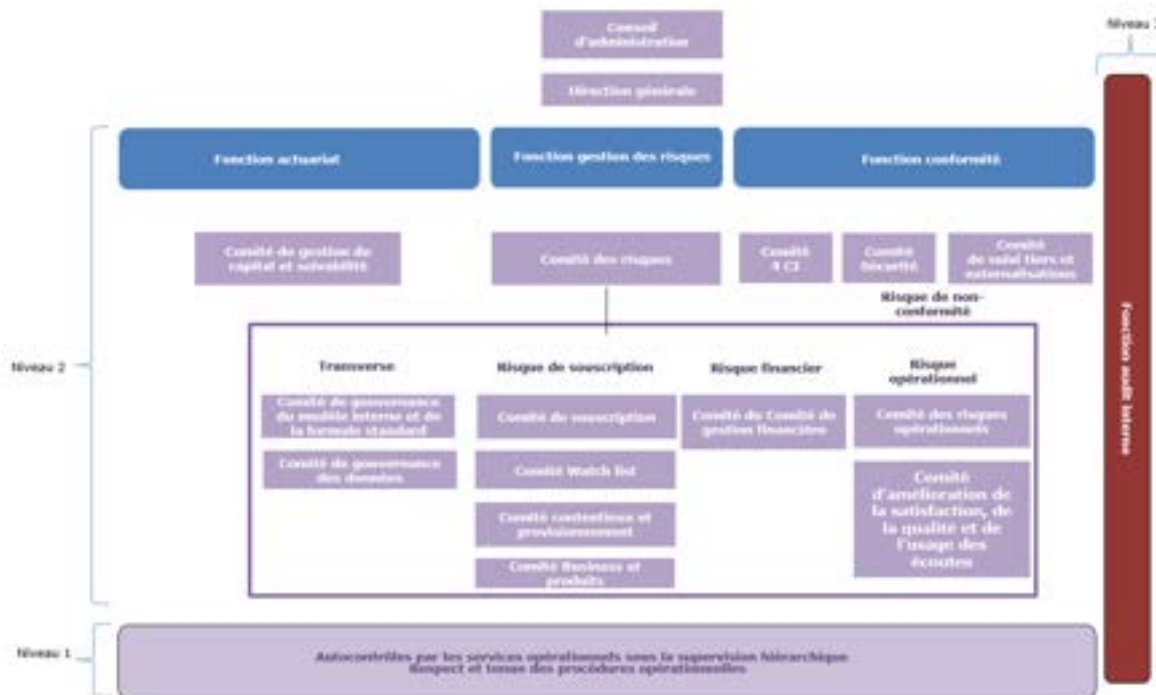 Conseil
d'administration
Niveau
Direction générale
Fonction actuariat
Fonction gestion des risques
Fonction conformité
Comité de gestion de
capital et solvabilité
Comité des risques
Comité
Comité
Sécurité
Comité
de suivi tiers et
externalisations
Risque de non-
conformité
Niveau 2
Transverse
Risque de souscription
Risque financier
Risque
opérationnel
Comité de gouvernance
du modèle interne et de
la formule standard
Comité de souscription
Comité du Comité de
gestion financière
Comité des risques
opérationnels
Comité de gouvernance
des données
Comité Watch list
Comité
d'amélioration de
la satisfaction, de
la qualité et de
l'usage des
écoutes
Comité contentieux et
provisionnement
Comité Business et
produits
Fonction audit interne
Niveau 1
Autocontrôles par les services opérationnels sous la supervision hiérarchique
Respect et tenue des procédures opérationnelles